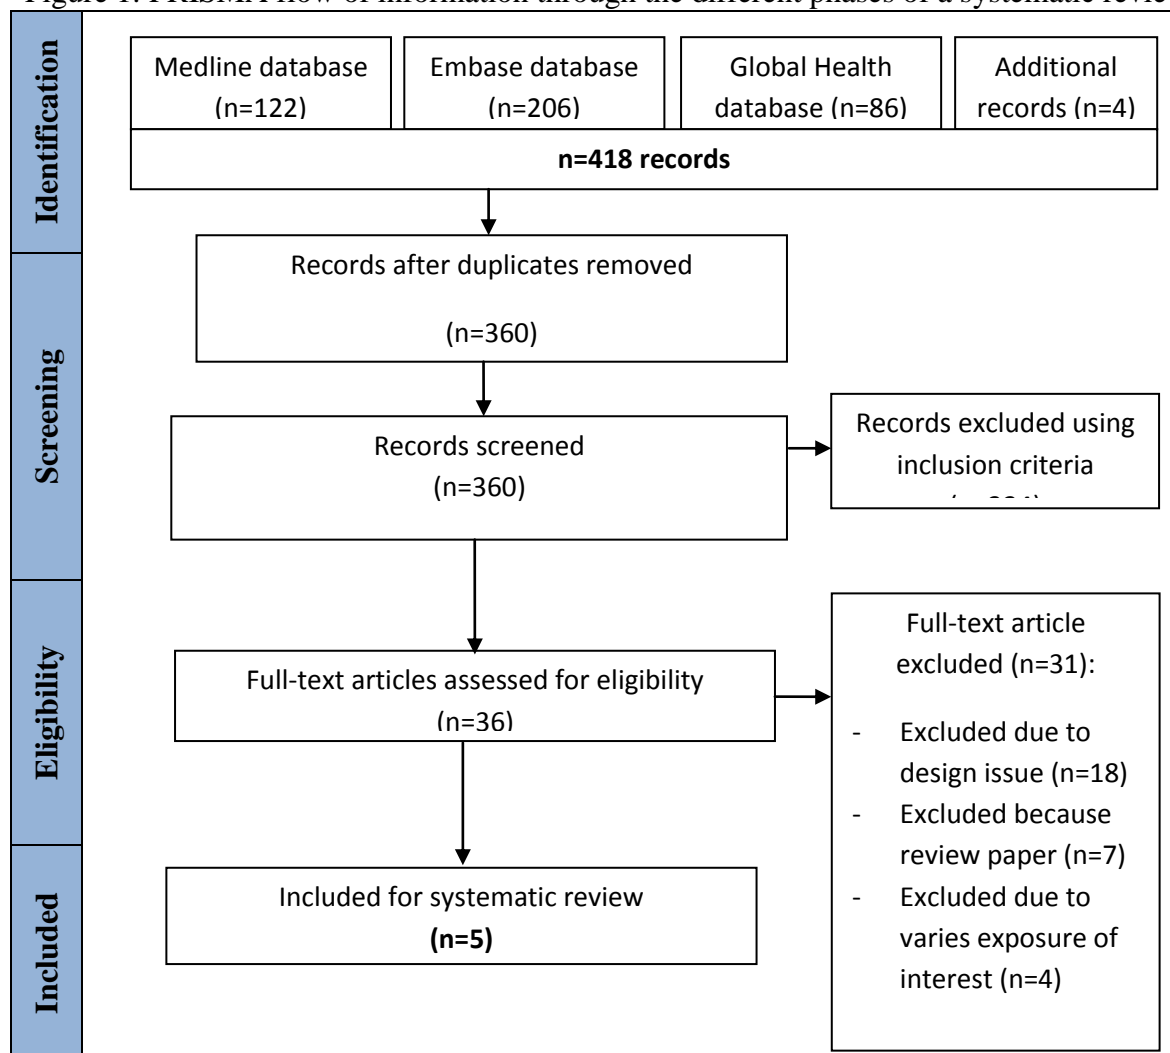 Figure 1: PRISMA flow of information through the different phases of a systematic review
Identification
Medline database
(n=122)
Embase database
(n=206)
Global Health
database (n=86)
Additional
records (n=4)
n=418 records
Records after duplicates removed
(n=360)
Screening
Records screened
(n=360)
Records excluded using
inclusion criteria
Eligibility
Full-text articles assessed for eligibility
(n=36)
Full-text article
excluded (n=31):
- Excluded due to
design issue (n=18)
- Excluded because
review paper (n=7)
- Excluded due to
varies exposure of
interest (n=4)
Included
Included for systematic review
(n=5)